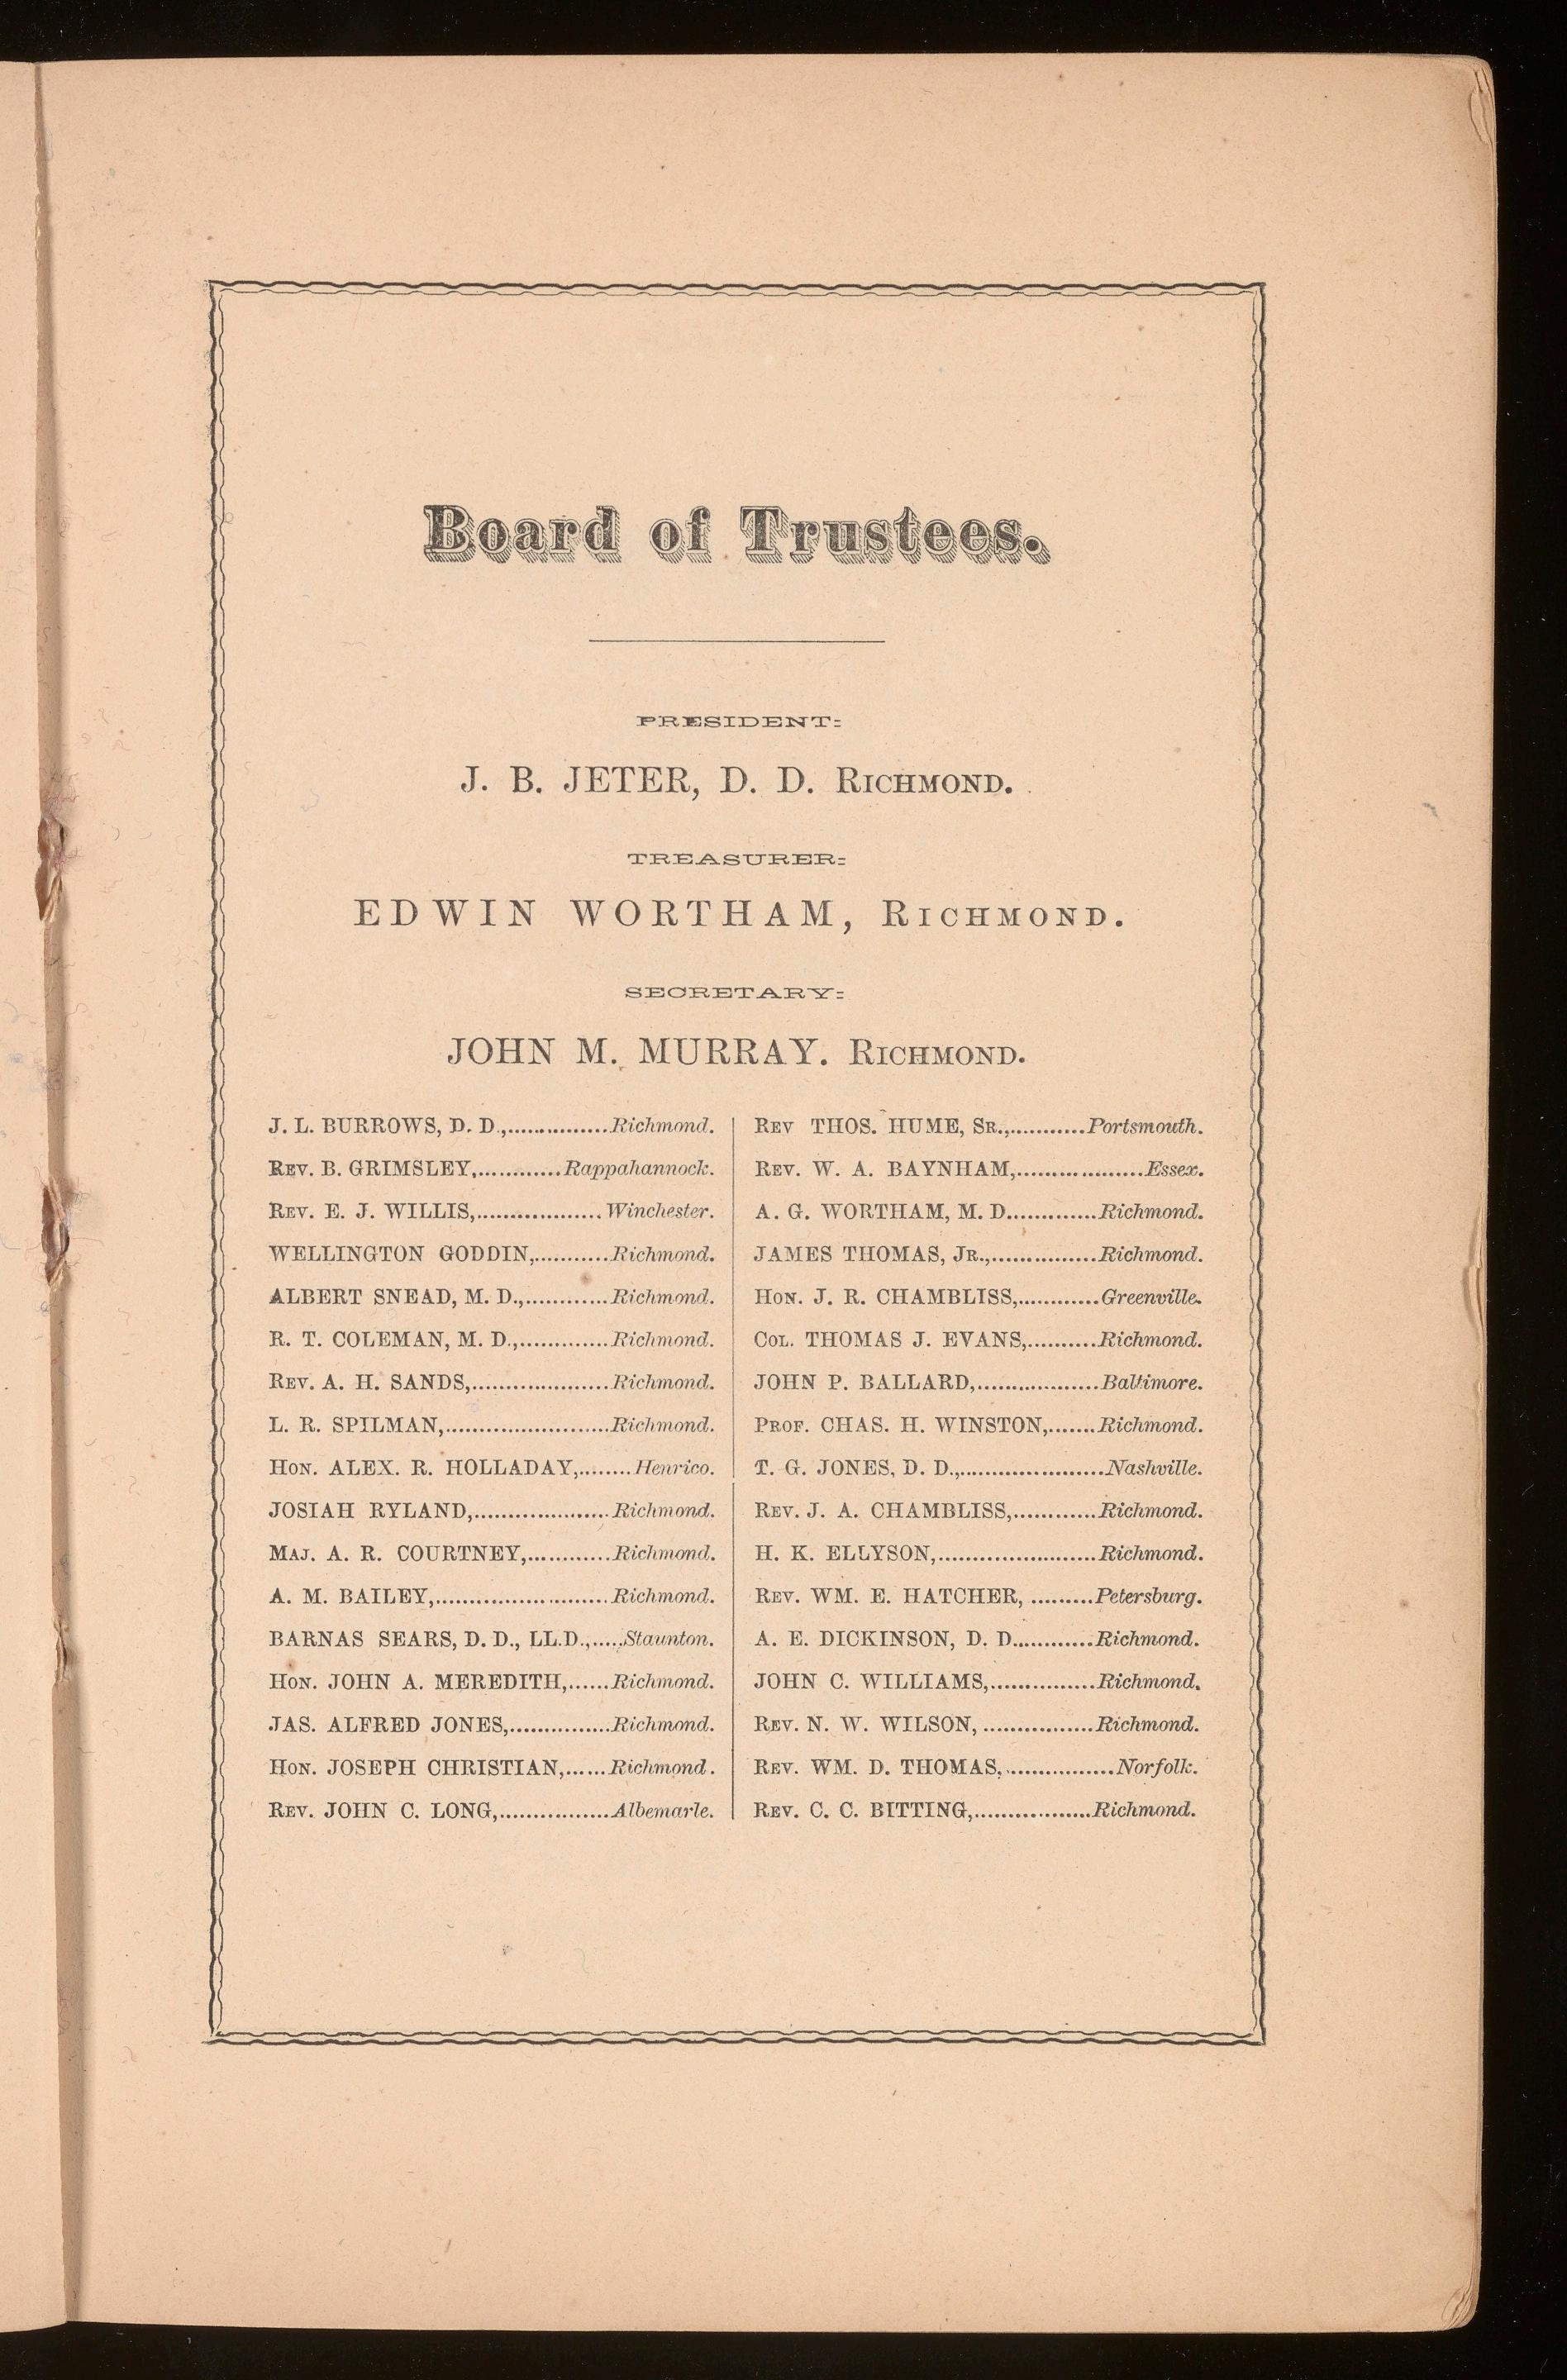 Board of Trustees.
PRESIDENT:
J. B. JETER, D. D. RICHMOND.
TREASURER:
EDWIN WORTHAM, RICHMOND.
SECRETARY:
JOHN M. MURRAY. RICHMOND.
J. L. BURROWS, D. D.,...............Richmond.
REV. B. GRIMSLEY,............Rappahannock.
REV. E. J. WILLIS,..................Winchester.
WELLINGTON GODDIN,...........Richmond.
ALBERT SNEAD, M. D.,............Richmond.
R. T. COLEMAN, M. D.,.............Richmond.
REV. A. H. SANDS,....................Richmond.
L. R. SPILMAN,........................Richmond.
HON. ALEX. R. HOLLADAY,........Henrico.
JOSIAH RYLAND,....................Richmond.
MAJ. A. R. COURTNEY,............Richmond.
A. M. BAILEY,.........................Richmond.
BARNAS SEARS, D. D., LL.D.,.....Staunton.
HON. JOHN A. MEREDITH,......Richmond.
JAS. ALFRED JONES,...............Richmond.
HON. JOSEPH CHRISTIAN,......Richmond.
REV. JOHN C. LONG,................Albemarle.
REV THOS. HUME, SR.,...........Portsmouth.
REV. W. A. BAYNHAM,..................Essex.
A. G. WORTHAM, M. D.............Richmond.
JAMES THOMAS, JR.,...............Richmond.
HON. J. R. CHAMBLISS,............Greenville.
COL. THOMAS J. EVANS,..........Richmond.
JOHN P. BALLARD,..................Baltimore.
PROF. CHAS. H. WINSTON,.......Richmond.
T. G. JONES, D. D.,.....................Nashville.
REV. J. A. CHAMBLISS,............Richmond.
H. K. ELLYSON,.......................Richmond.
REV. WM. E. HATCHER, .........Petersburg.
A. E. DICKINSON, D. D............Richmond.
JOHN C. WILLIAMS,...............Richmond.
REV. N. W. WILSON, ................Richmond.
REV. WM. D. THOMAS,................Norfolk.
REV. C. C. BITTING,.................Richmond.